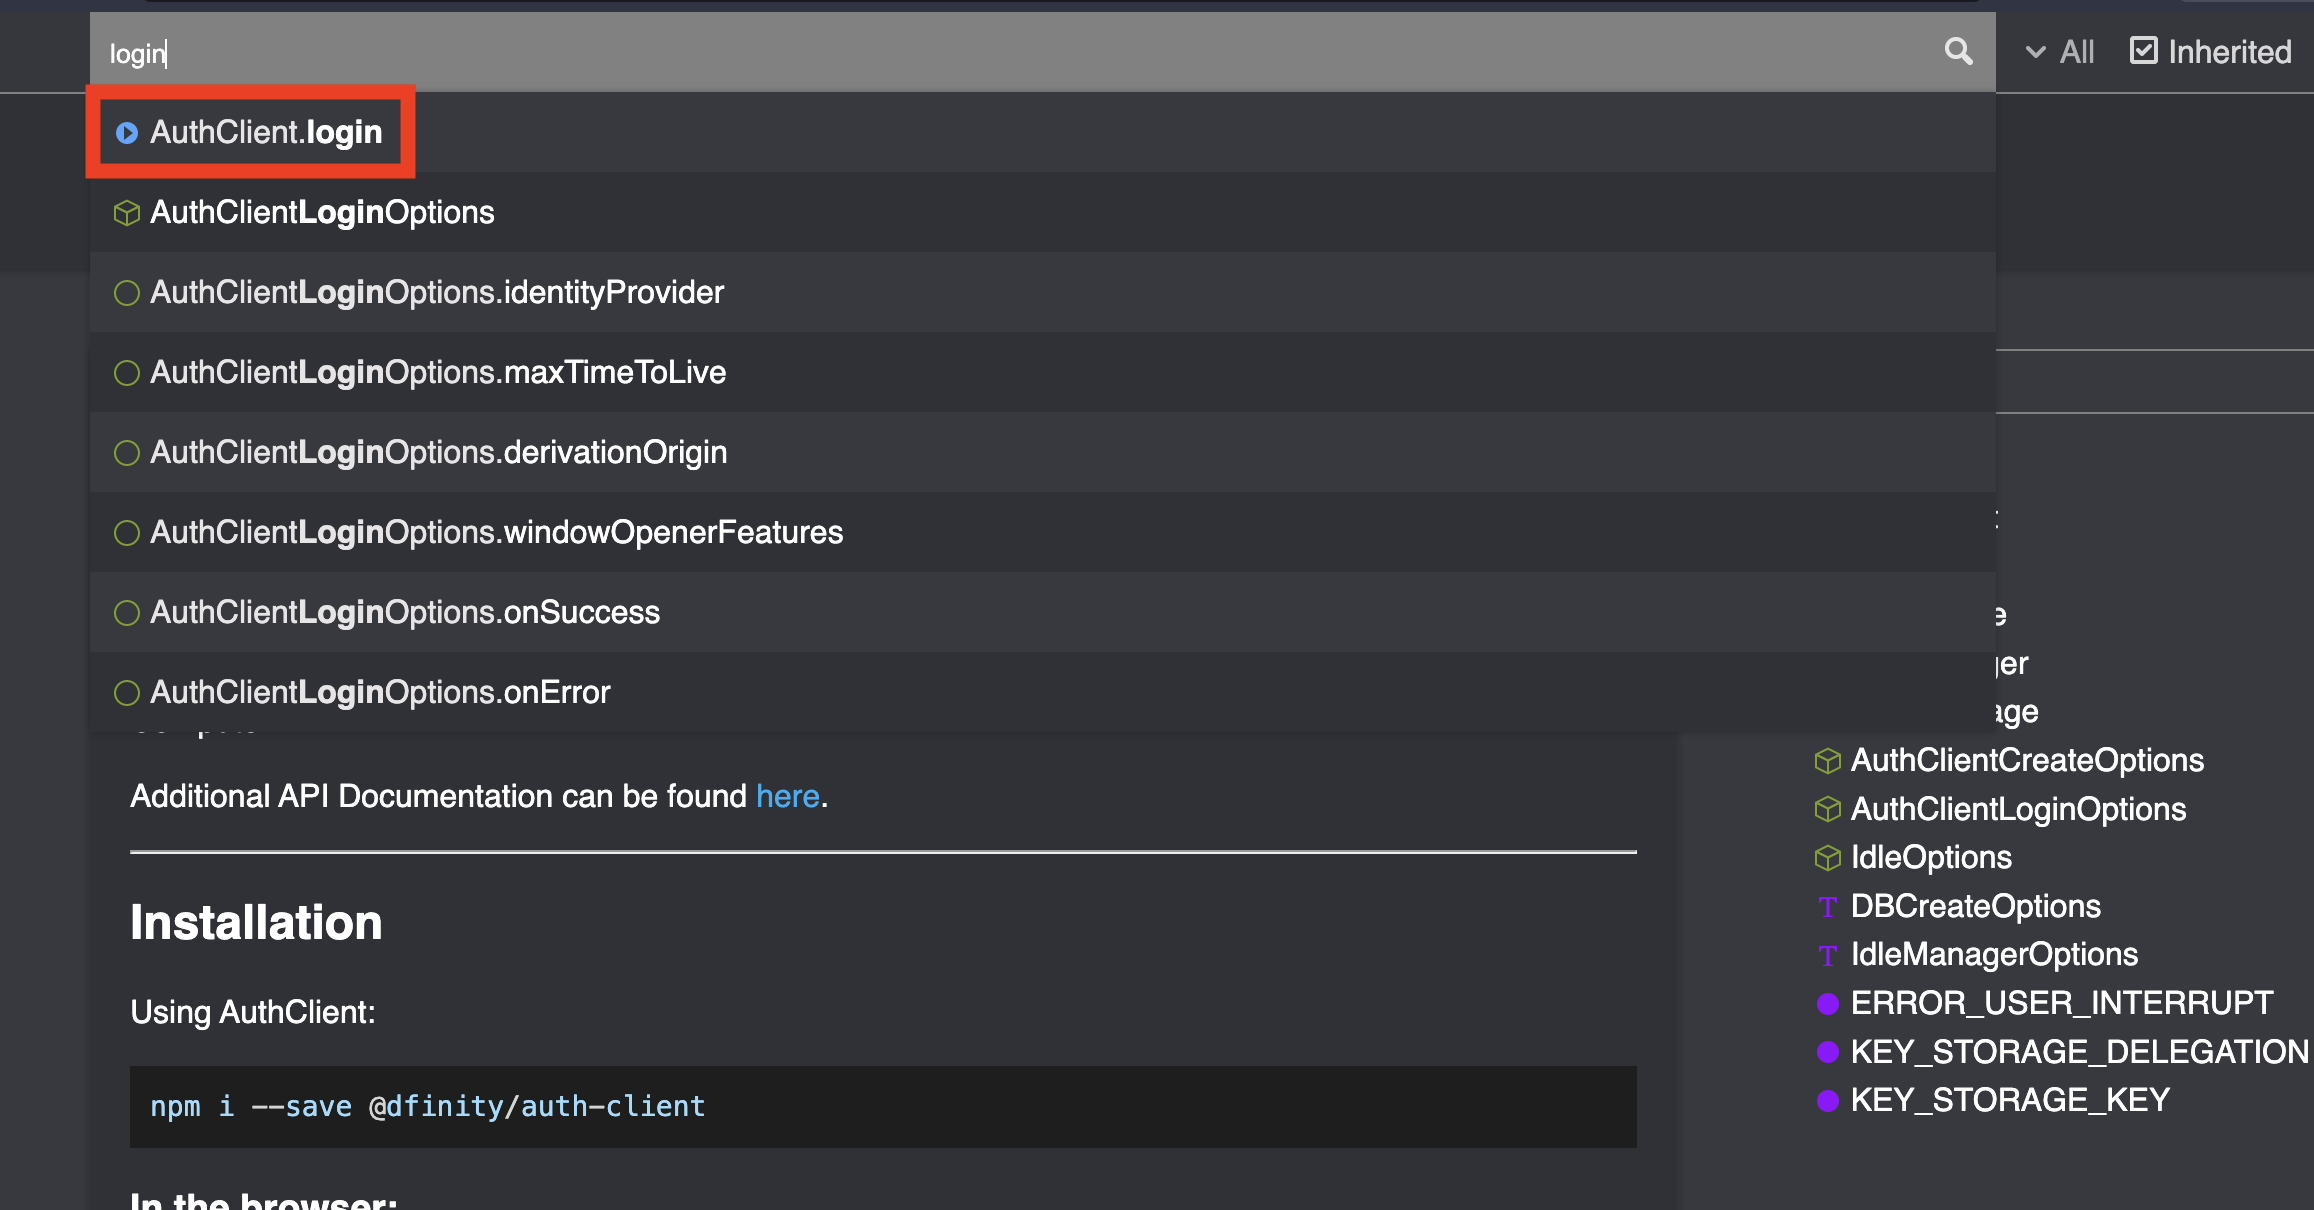 login
All
Inherited
AuthClient.login
AuthClientLoginOptions
AuthClientLoginOptions.identityProvider
AuthClientLoginOptions.maxTimeToLive
AuthClientLoginOptions.derivationOrigin
AuthClientLoginOptions.windowOpenerFeatures
AuthClientLoginOptions.onSuccess
AuthClientLoginOptions.onError
Additional API Documentation can be found here.
Installation
Using AuthClient:
npm i --save @dfinity/auth-client
In the browser:
AuthClientCreateOptions
AuthClientLoginOptions
IdleOptions
T DBCreateOptions
T IdleManagerOptions
ERROR_USER_INTERRUPT
KEY_STORAGE_DELEGATION
KEY_STORAGE_KEY